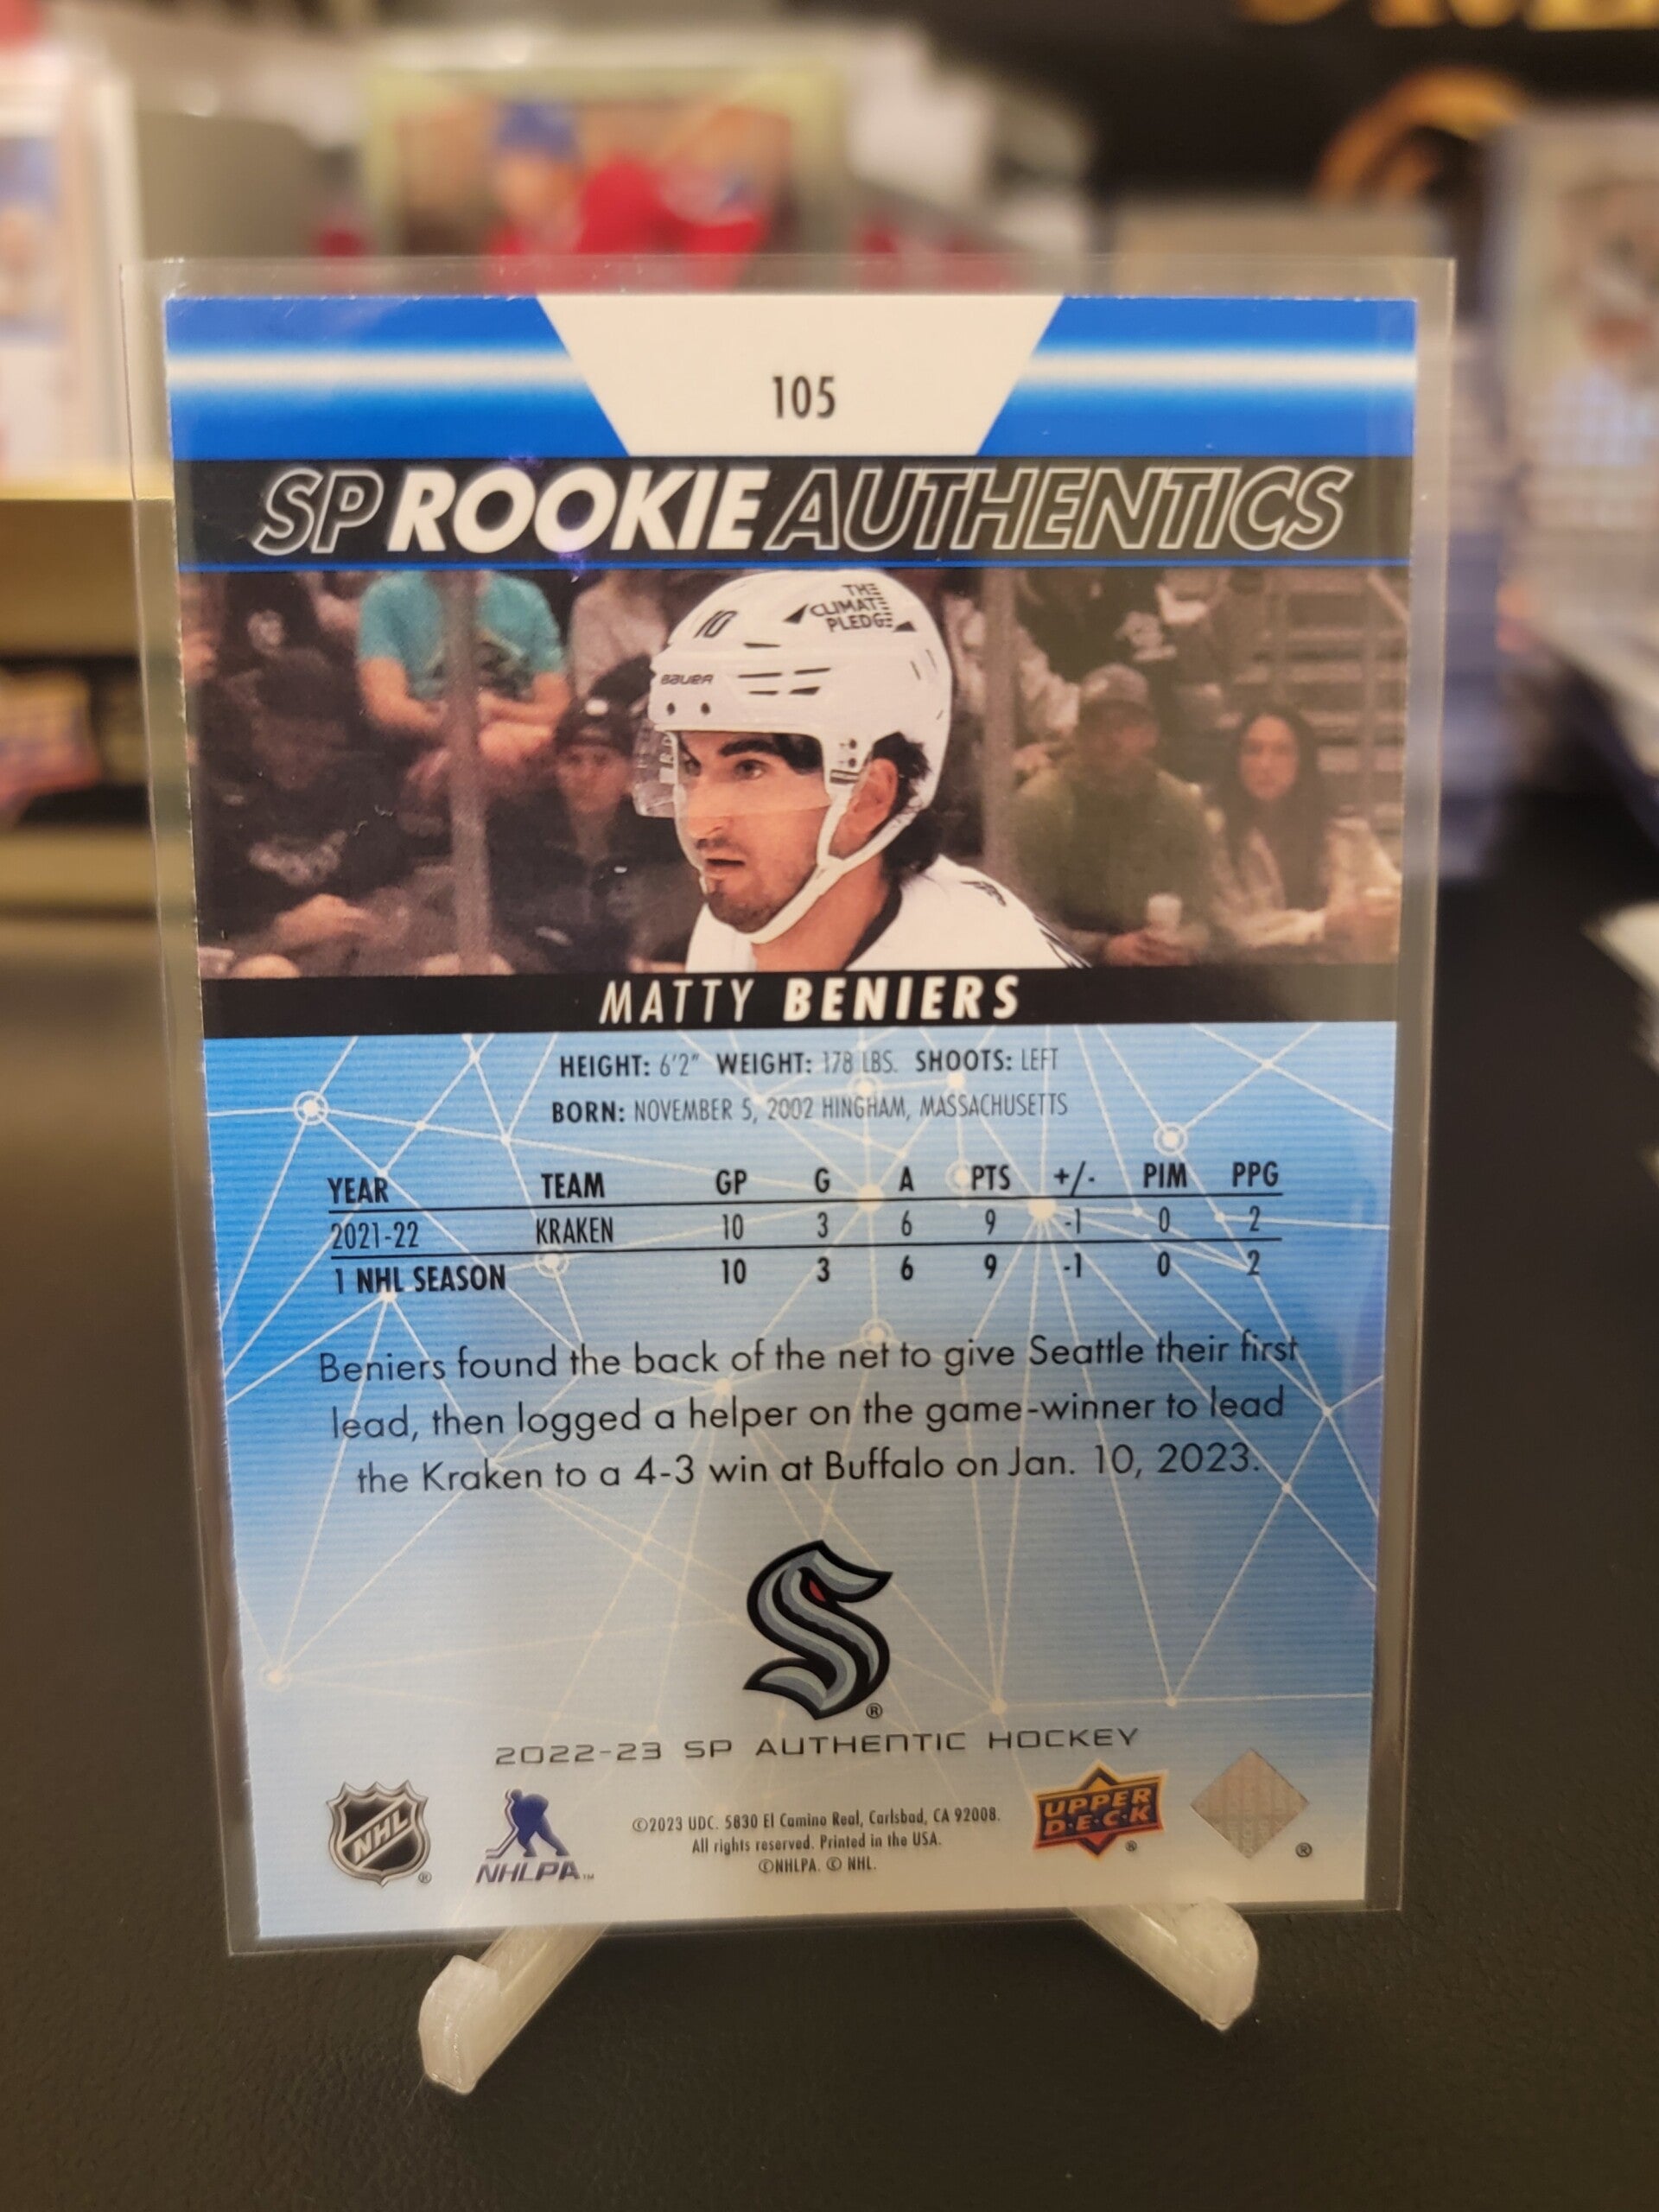 105
SP ROOKIE AUTHENTICS
10
THE
CLIMATE
PLEDGE
BAUER
MATTY BENIERS
HEIGHT: 6'2" WEIGHT: 178 LBS. SHOOTS: LEFT
BORN: NOVEMBER 5, 2002 HINGHAM, MASSACHUSETTS
YEAR TEAM GP G A PTS +/- PIM PPG
2021-22 KRAKEN 10 3 6 9 -1 0 2
1 NHL SEASON 10 3 6 9 -1 0 2
Beniers found the back of the net to give Seattle their first
lead, then logged a helper on the game-winner to lead
the Kraken to a 4-3 win at Buffalo on Jan. 10, 2023.
®
2022-23 SP AUTHENTIC HOCKEY
NHL ®
NHLPA™
©2023 UDC. 5830 El Camino Real, Carlsbad, CA 92008.
All rights reserved. Printed in the USA.
©NHLPA. © NHL.
UPPER
D•E•C•K ®
®